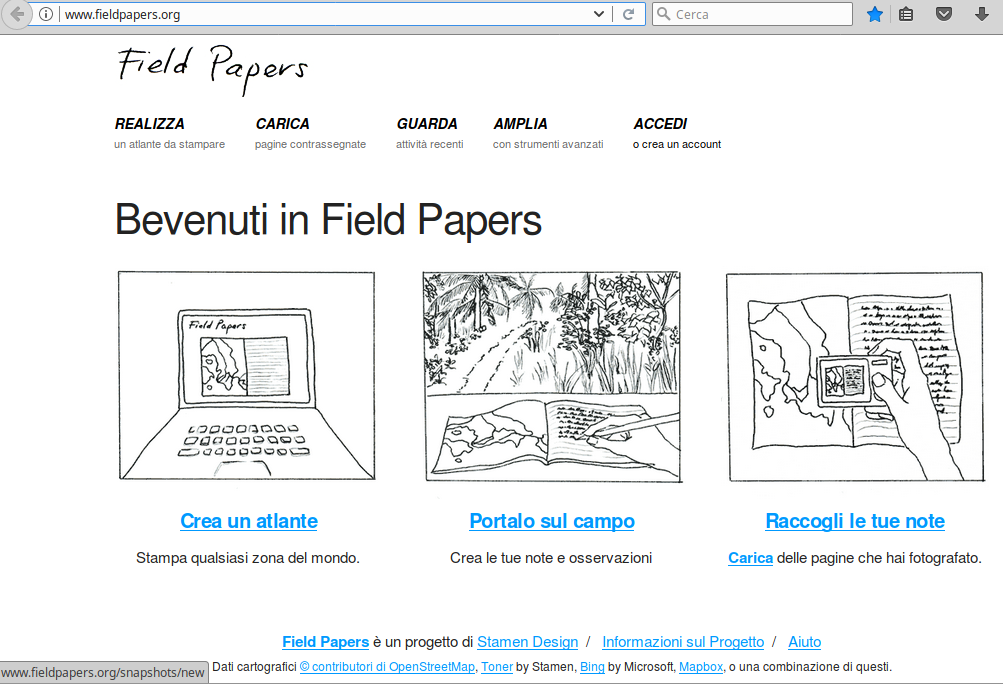 www.fieldpapers.org
Cerca
Field Papers
REALIZZA CARICA GUARDA AMPLIA ACCEDI
un atlante da stampare pagine contrassegnate attività recenti con strumenti avanzati o crea un account
Bevenuti in Field Papers
Field Papers
Crea un atlante Portalo sul campo Raccogli le tue note
Stampa qualsiasi zona del mondo. Crea le tue note e osservazioni Carica delle pagine che hai fotografato.
Field Papers è un progetto di Stamen Design / Informazioni sul Progetto / Aiuto
Dati cartografici © contributori di OpenStreetMap, Toner by Stamen, Bing by Microsoft, Mapbox, o una combinazione di questi.
www.fieldpapers.org/snapshots/new